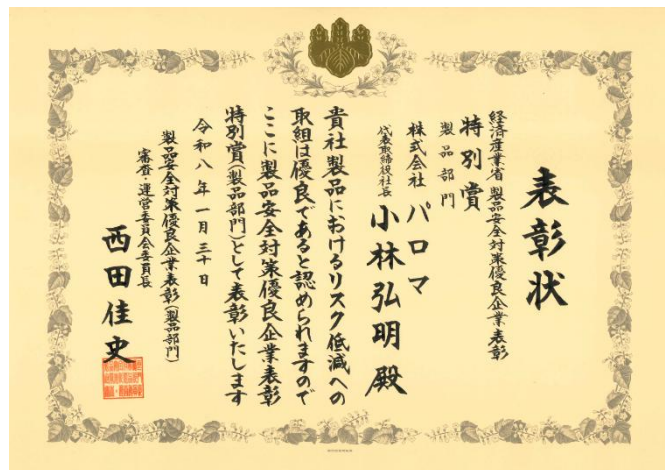 表彰状
経済産業省 製品安全対策優良企業表彰
特別賞
製品部門
株式会社 パロマ
代表取締役社長 小林弘明 殿
貴社 製品におけるリスク低減への
取組は優良であると認められますので
ここに製品安全対策優良企業表彰
特別賞(製品部門)として表彰いたします
令和八年一月三十日
製品安全対策優良企業表彰(製品部門)
審査・運営委員会委員長
西田佳史